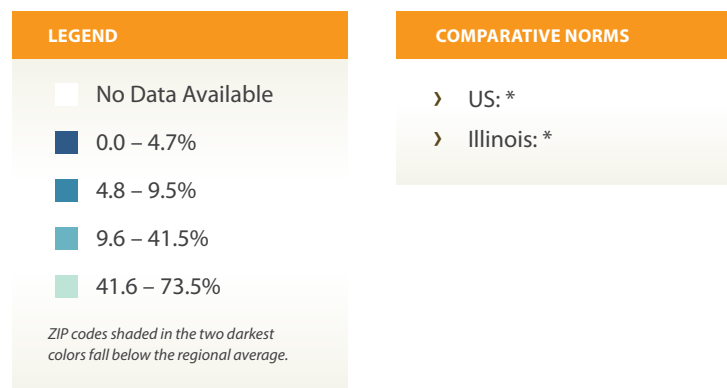 LEGEND
No Data Available
0.0 – 4.7%
4.8 – 9.5%
9.6 – 41.5%
41.6 – 73.5%
ZIP codes shaded in the two darkest
colors fall below the regional average.
COMPARATIVE NORMS
› US: *
› Illinois: *